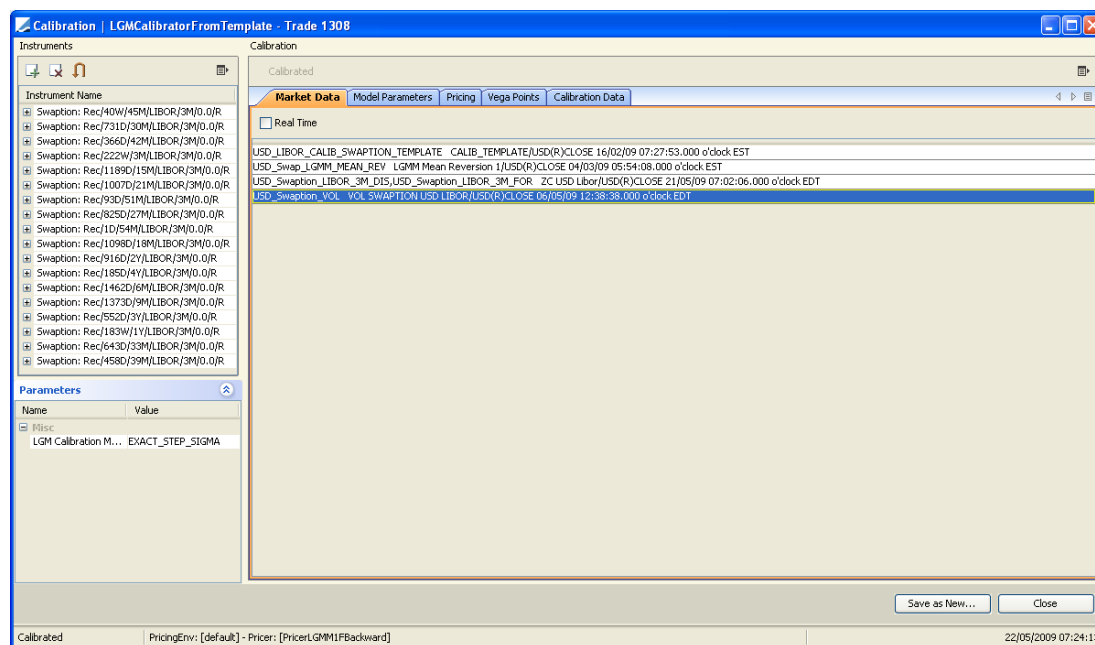 Calibration | LGMCalibratorFromTemplate - Trade 1308
Instruments
Calibration
Calibrated
Instrument Name
Market Data Model Parameters Pricing Vega Points Calibration Data
Swaption: Rec/40W/45M/LIBOR/3M/0.0/R
Swaption: Rec/731D/30M/LIBOR/3M/0.0/R
Swaption: Rec/366D/42M/LIBOR/3M/0.0/R
Swaption: Rec/222W/3M/LIBOR/3M/0.0/R
Swaption: Rec/1189D/15M/LIBOR/3M/0.0/R
Swaption: Rec/1007D/21M/LIBOR/3M/0.0/R
Swaption: Rec/93D/51M/LIBOR/3M/0.0/R
Swaption: Rec/825D/27M/LIBOR/3M/0.0/R
Swaption: Rec/1D/54M/LIBOR/3M/0.0/R
Swaption: Rec/1098D/18M/LIBOR/3M/0.0/R
Swaption: Rec/916D/2Y/LIBOR/3M/0.0/R
Swaption: Rec/185D/4Y/LIBOR/3M/0.0/R
Swaption: Rec/1462D/6M/LIBOR/3M/0.0/R
Swaption: Rec/1373D/9M/LIBOR/3M/0.0/R
Swaption: Rec/552D/3Y/LIBOR/3M/0.0/R
Swaption: Rec/183W/1Y/LIBOR/3M/0.0/R
Swaption: Rec/643D/33M/LIBOR/3M/0.0/R
Swaption: Rec/458D/39M/LIBOR/3M/0.0/R
Real Time
USD_LIBOR_CALIB_SWAPTION_TEMPLATE CALIB_TEMPLATE/USD(R)CLOSE 16/02/09 07:27:53.000 o'clock EST
USD_Swap_LGMM_MEAN_REV LGMM Mean Reversion 1/USD(R)CLOSE 04/03/09 05:54:08.000 o'clock EST
USD_Swaption_LIBOR_3M_DIS,USD_Swaption_LIBOR_3M_FOR ZC USD Libor/USD(R)CLOSE 21/05/09 07:02:06.000 o'clock EDT
USD_Swaption_VOL VOL SWAPTION USD LIBOR/USD(R)CLOSE 06/05/09 12:38:38.000 o'clock EDT
Parameters
Name Value
Misc
LGM Calibration M... EXACT_STEP_SIGMA
Save as New... Close
Calibrated PricingEnv: [default] - Pricer: [PricerLGMM1FBackward] 22/05/2009 07:24:1